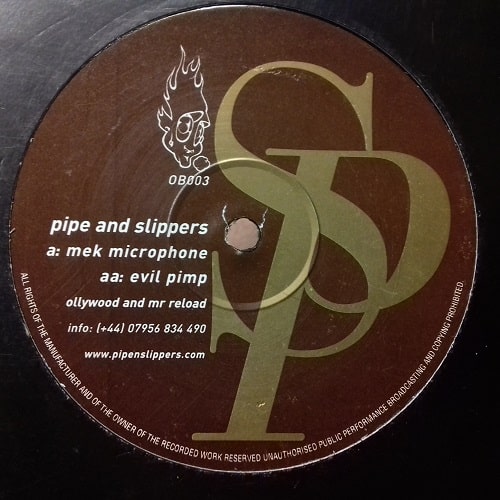 OB003
pipe and slippers
a: mek microphone
aa: evil pimp
ollywood and mr reload
info: (+44) 07956 834 490
www.pipenslippers.com
SPS
ALL RIGHTS OF THE MANUFACTURER AND OF THE OWNER OF THE RECORDED WORK RESERVED UNAUTHORISED PUBLIC PERFORMANCE BROADCASTING AND COPYING PROHIBITED.